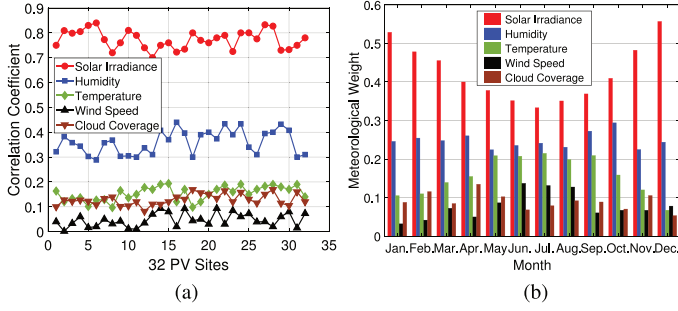 Correlation Coefficient
0.9
0.8
0.7
0.6
0.5
0.4
0.3
0.2
0.1
0
Solar Irradiance
Humidity
Temperature
Wind Speed
Cloud Coverage
0 5 10 15 20 25 30 35
32 PV Sites
(a)
Meteorological Weight
0.6
0.5
0.4
0.3
0.2
0.1
0
Solar Irradiance
Humidity
Temperature
Wind Speed
Cloud Coverage
Jan. Feb. Mar. Apr. May Jun. Jul. Aug. Sep. Oct. Nov. Dec.
Month
(b)